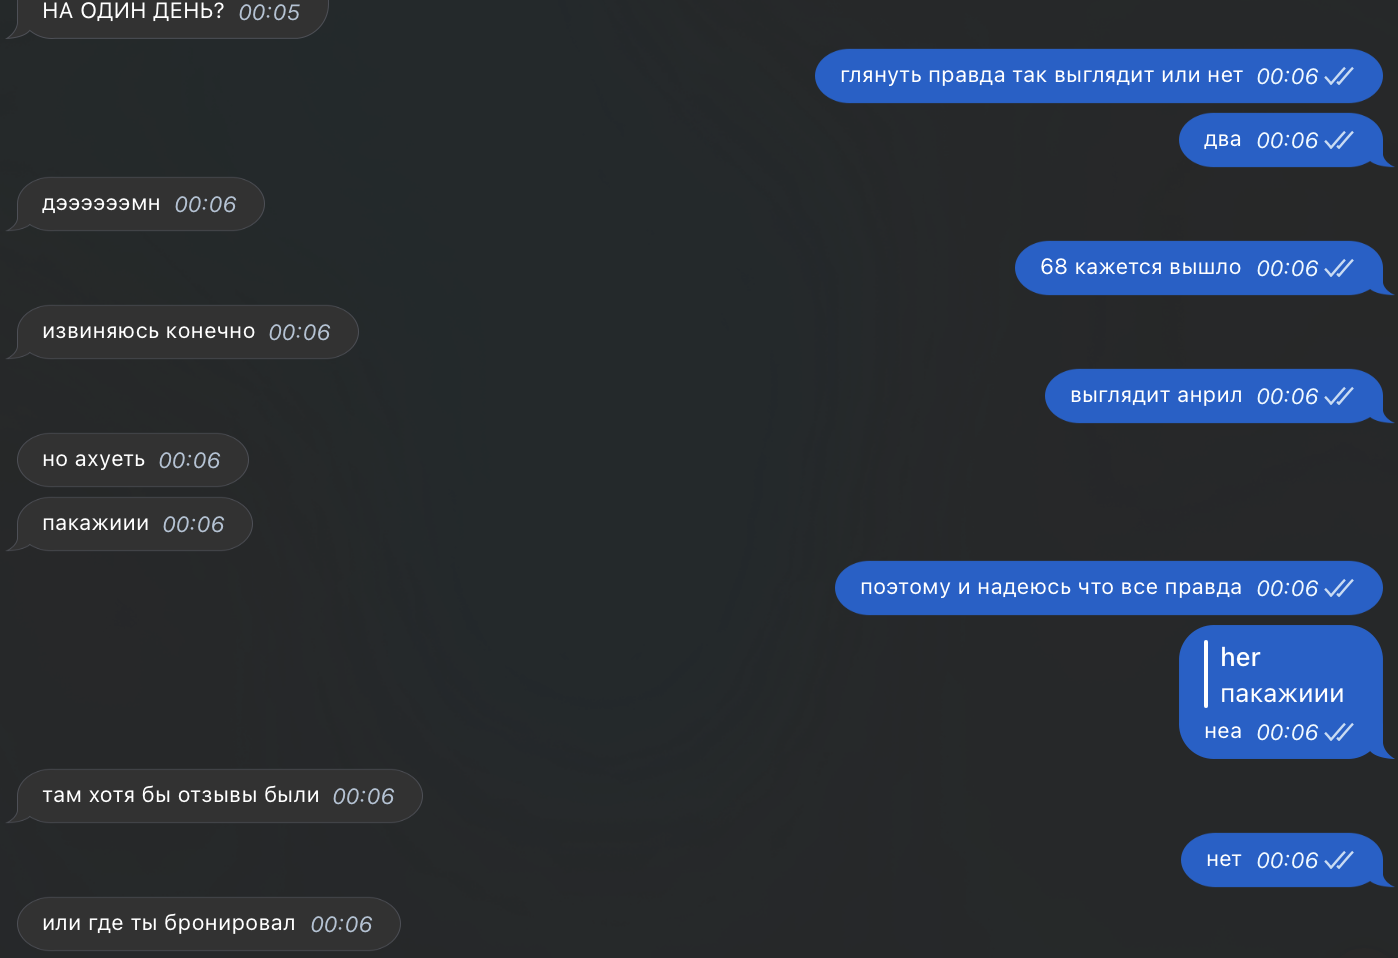 НА ОДИН ДЕНЬ? 00:05
глянуть правда так выглядит или нет 00:06
два 00:06
дээээээмн 00:06
68 кажется вышло 00:06
извиняюсь конечно 00:06
выглядит анрил 00:06
но ахуеть 00:06
пакажиии 00:06
поэтому и надеюсь что все правда 00:06
her
пакажиии
неа 00:06
там хотя бы отзывы были 00:06
нет 00:06
или где ты бронировал 00:06